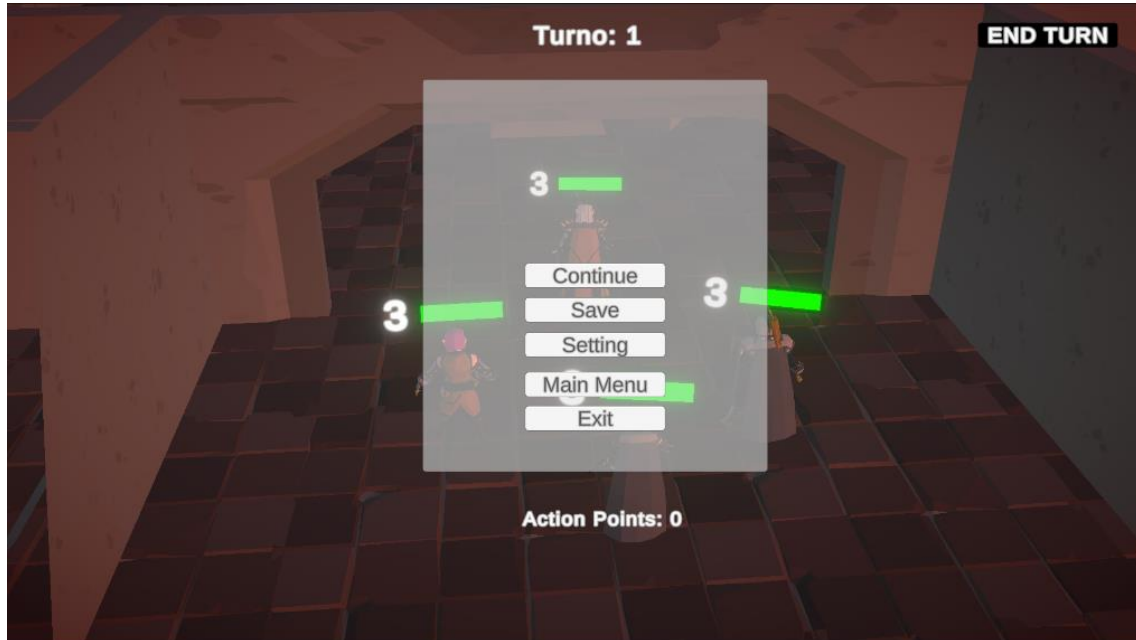 Turno: 1
END TURN
3
Continue
3
3
Save
Setting
Main Menu
Exit
Action Points: 0